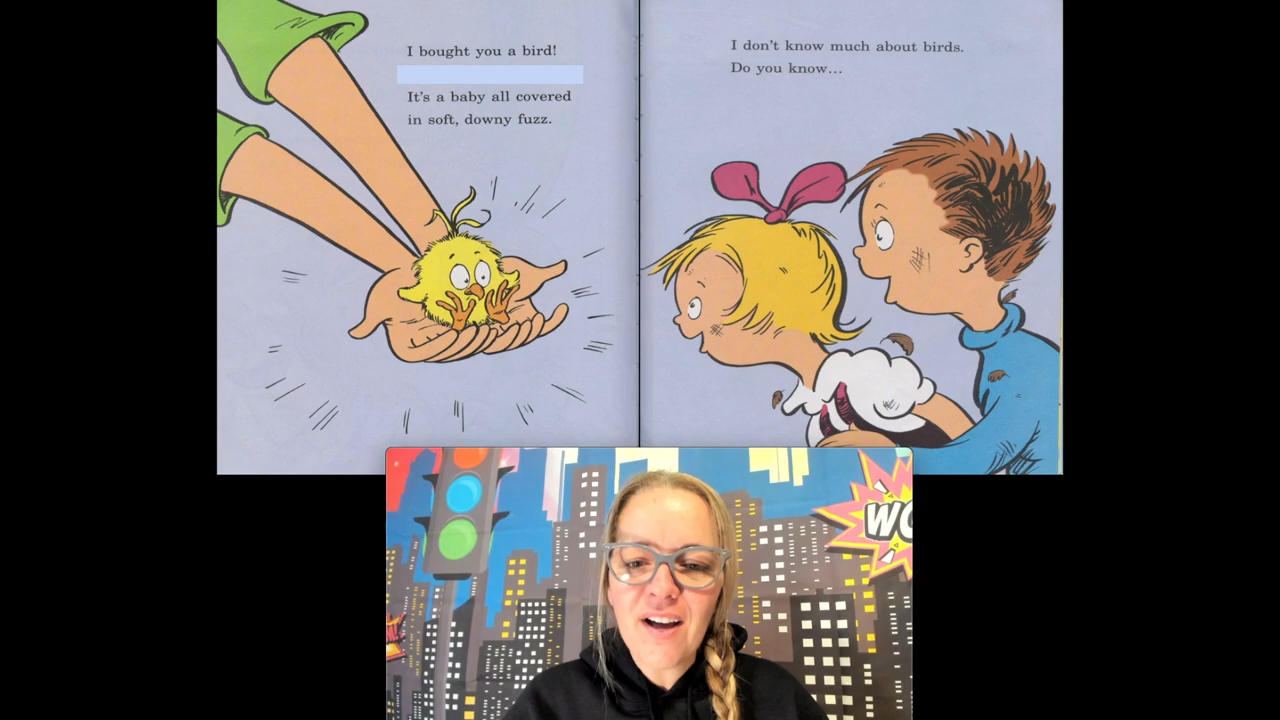 I bought you a bird!
It's a baby all covered
in soft, downy fuzz.
I don't know much about birds.
Do you know...